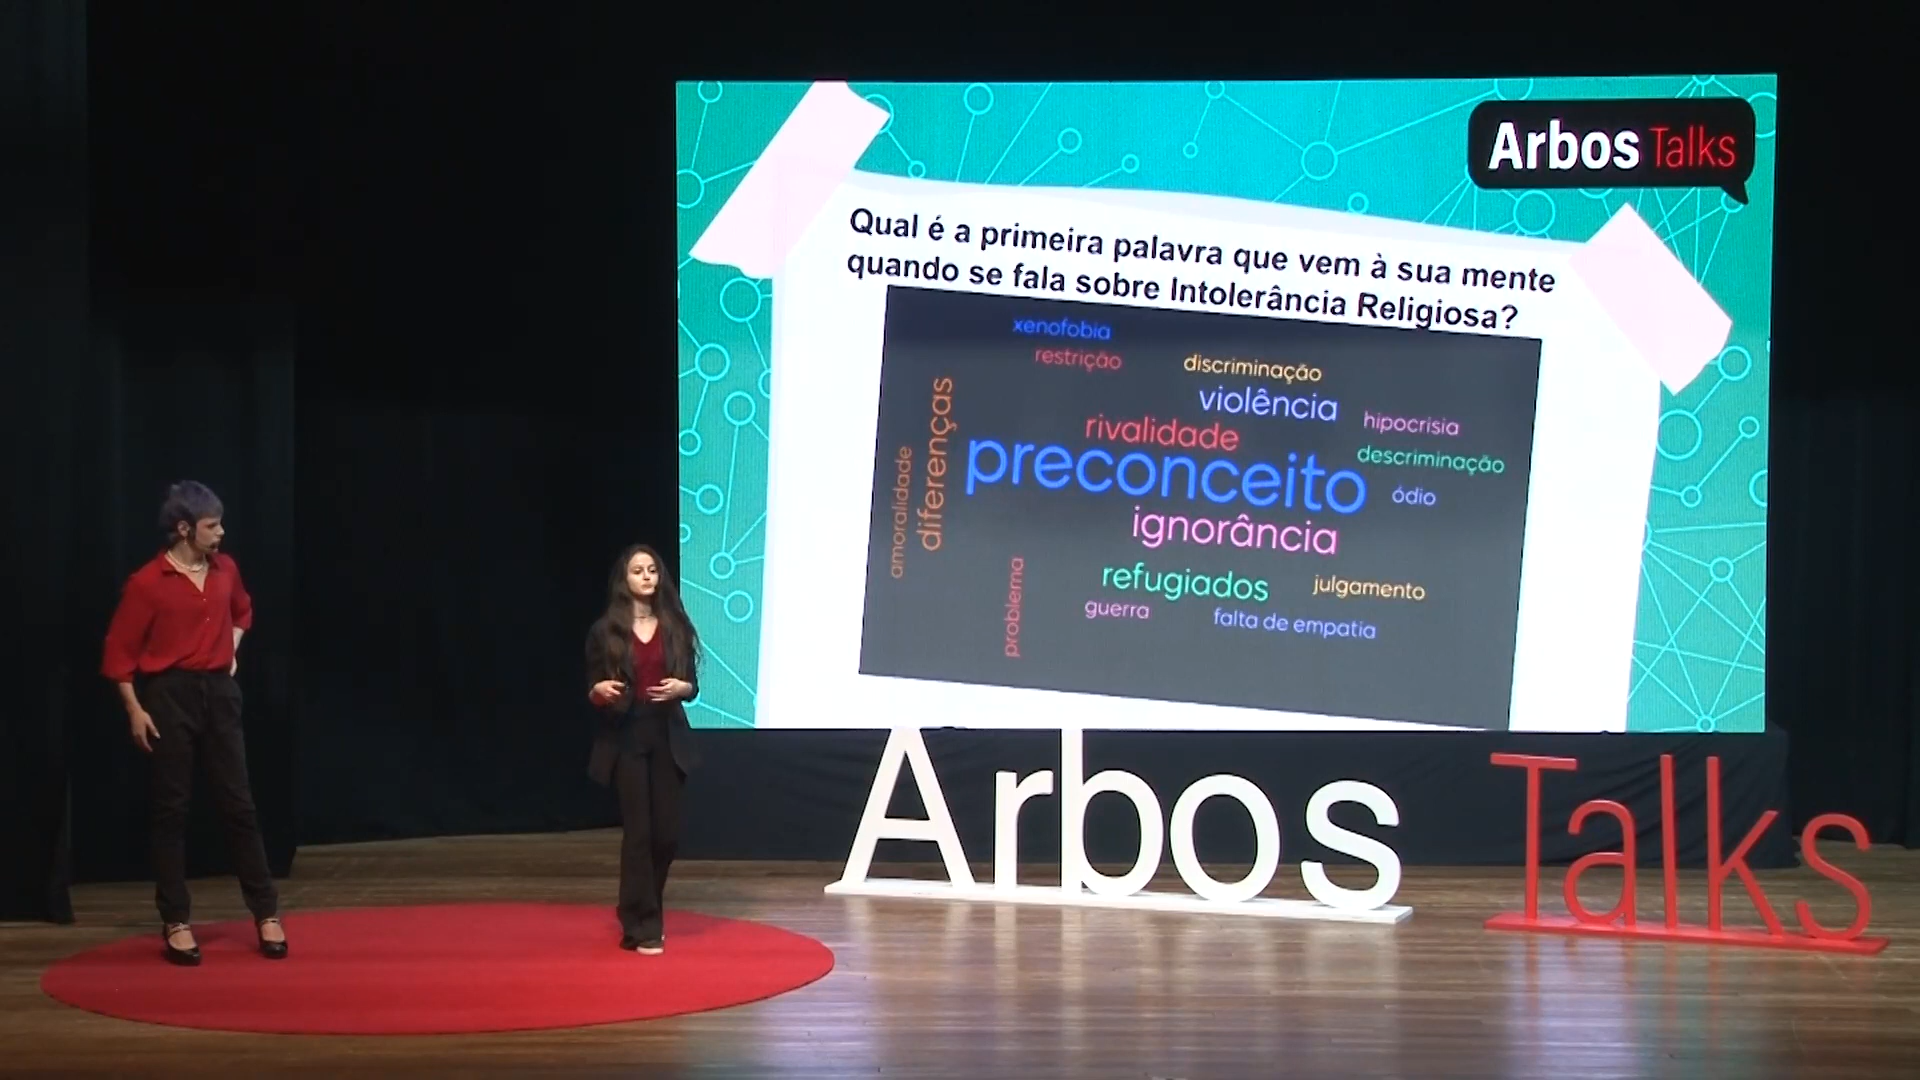 Arbos Talks
Qual é a primeira palavra que vem à sua mente
quando se fala sobre Intolerância Religiosa?
xenofobia
restrição
discriminação
violência
hipocrisia
rivalidade
descriminação
preconceito
ódio
diferenças
amoralidade
ignorância
problema
refugiados
julgamento
guerra
falta de empatia
Arbos Talks